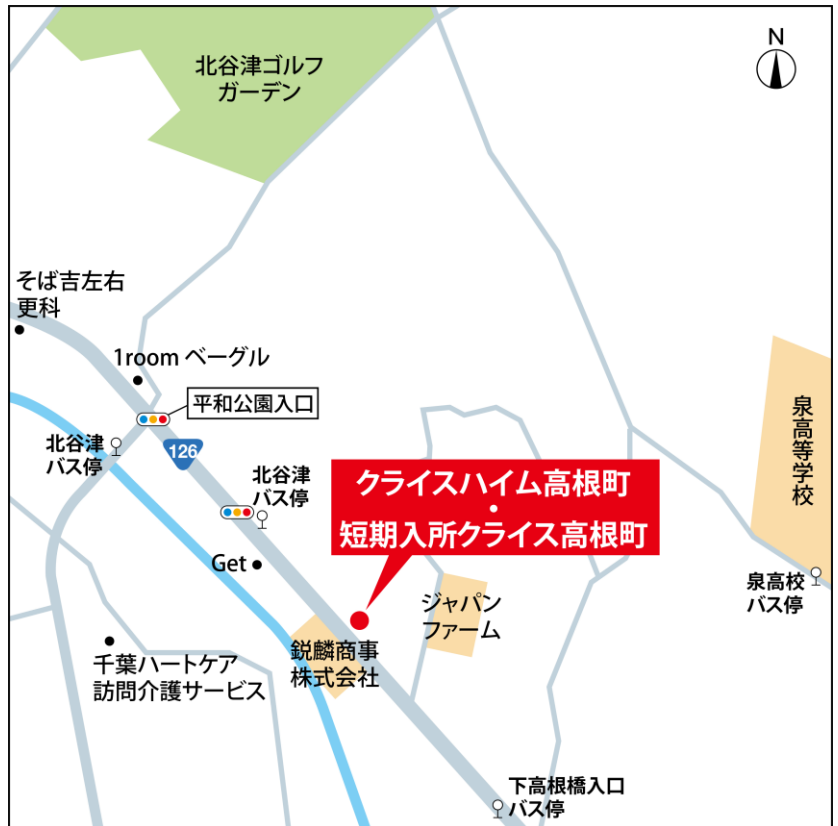 北谷津ゴルフ
ガーデン
N
そば吉左右
更科
1room ベーグル
平和公園入口
北谷津
バス停
126
北谷津
バス停
クライスハイム高根町
・
短期入所クライス高根町
泉高等学校
Get
ジャパン
ファーム
泉高校
バス停
鋭麟商事
株式会社
千葉ハートケア
訪問介護サービス
下高根橋入口
バス停